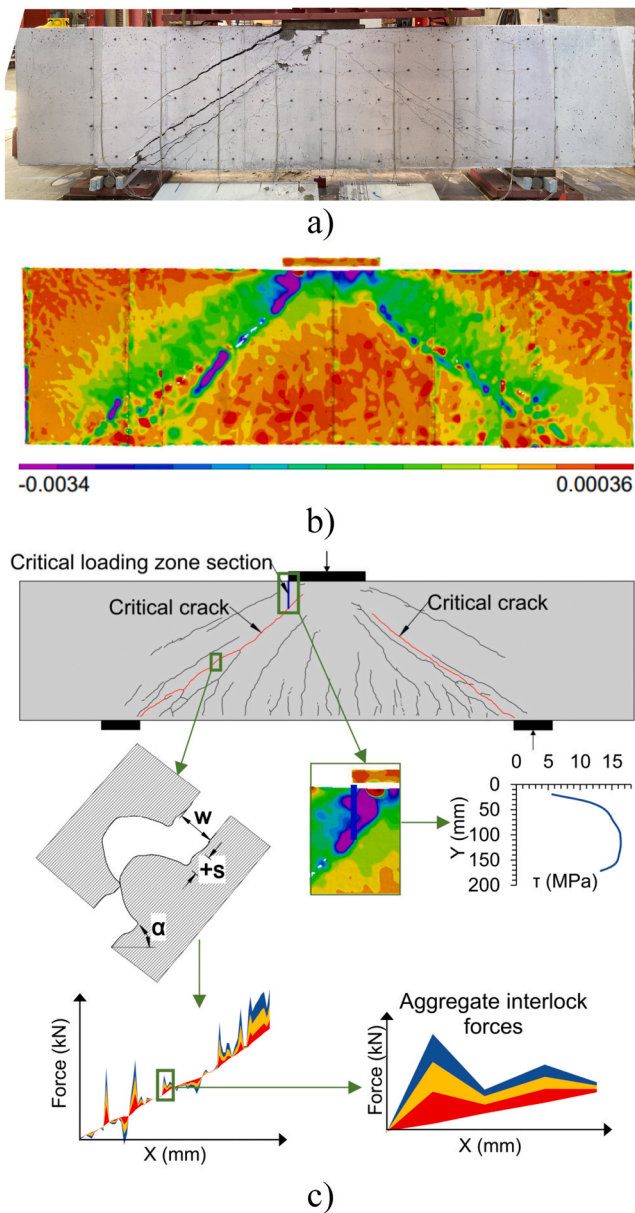 a)
-0.0034
0.00036
b)
Critical loading zone section
Critical crack
Critical crack
0 5 10 15
0
50
100
150
200
Y (mm)
τ (MPa)
w
+s
α
Force (kN)
X (mm)
Aggregate interlock
forces
Force (kN)
X (mm)
c)